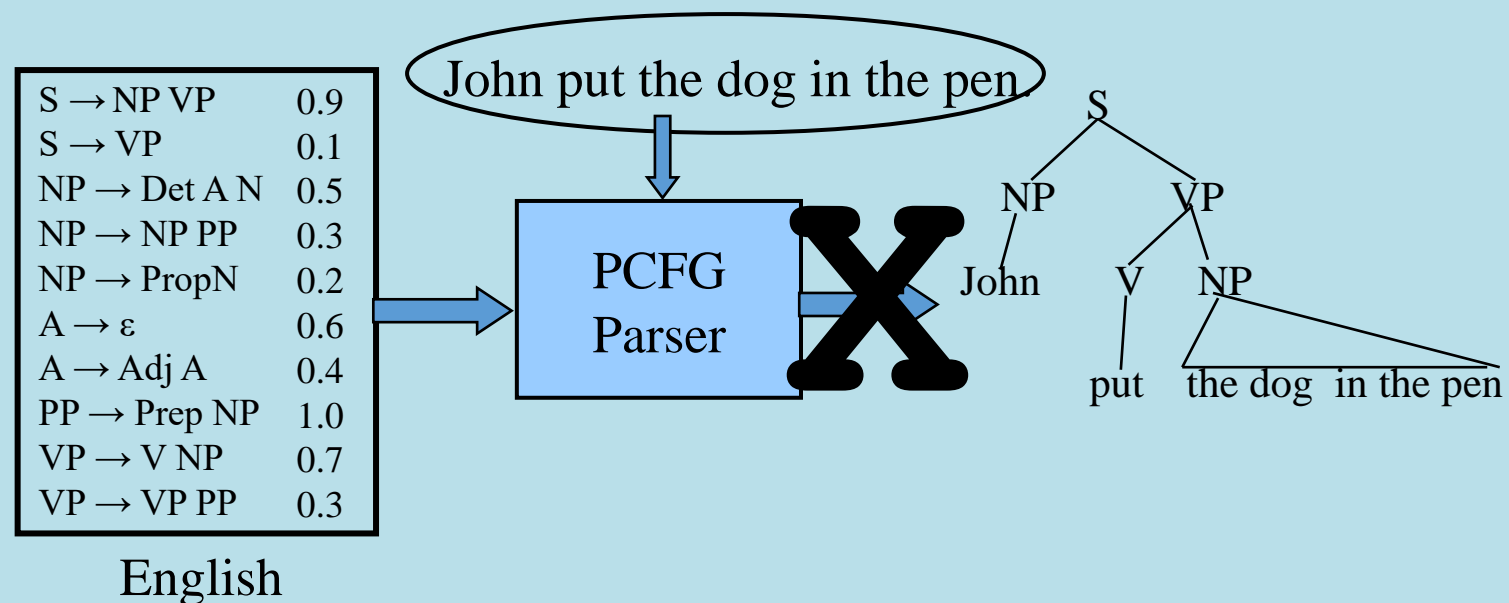 John put the dog in the pen.
S → NP VP 0.9
S → VP 0.1
NP → Det A N 0.5
NP → NP PP 0.3
NP → PropN 0.2
A → ε 0.6
A → Adj A 0.4
PP → Prep NP 1.0
VP → V NP 0.7
VP → VP PP 0.3
English
PCFG
Parser
X
S
NP VP
John V NP
put the dog in the pen